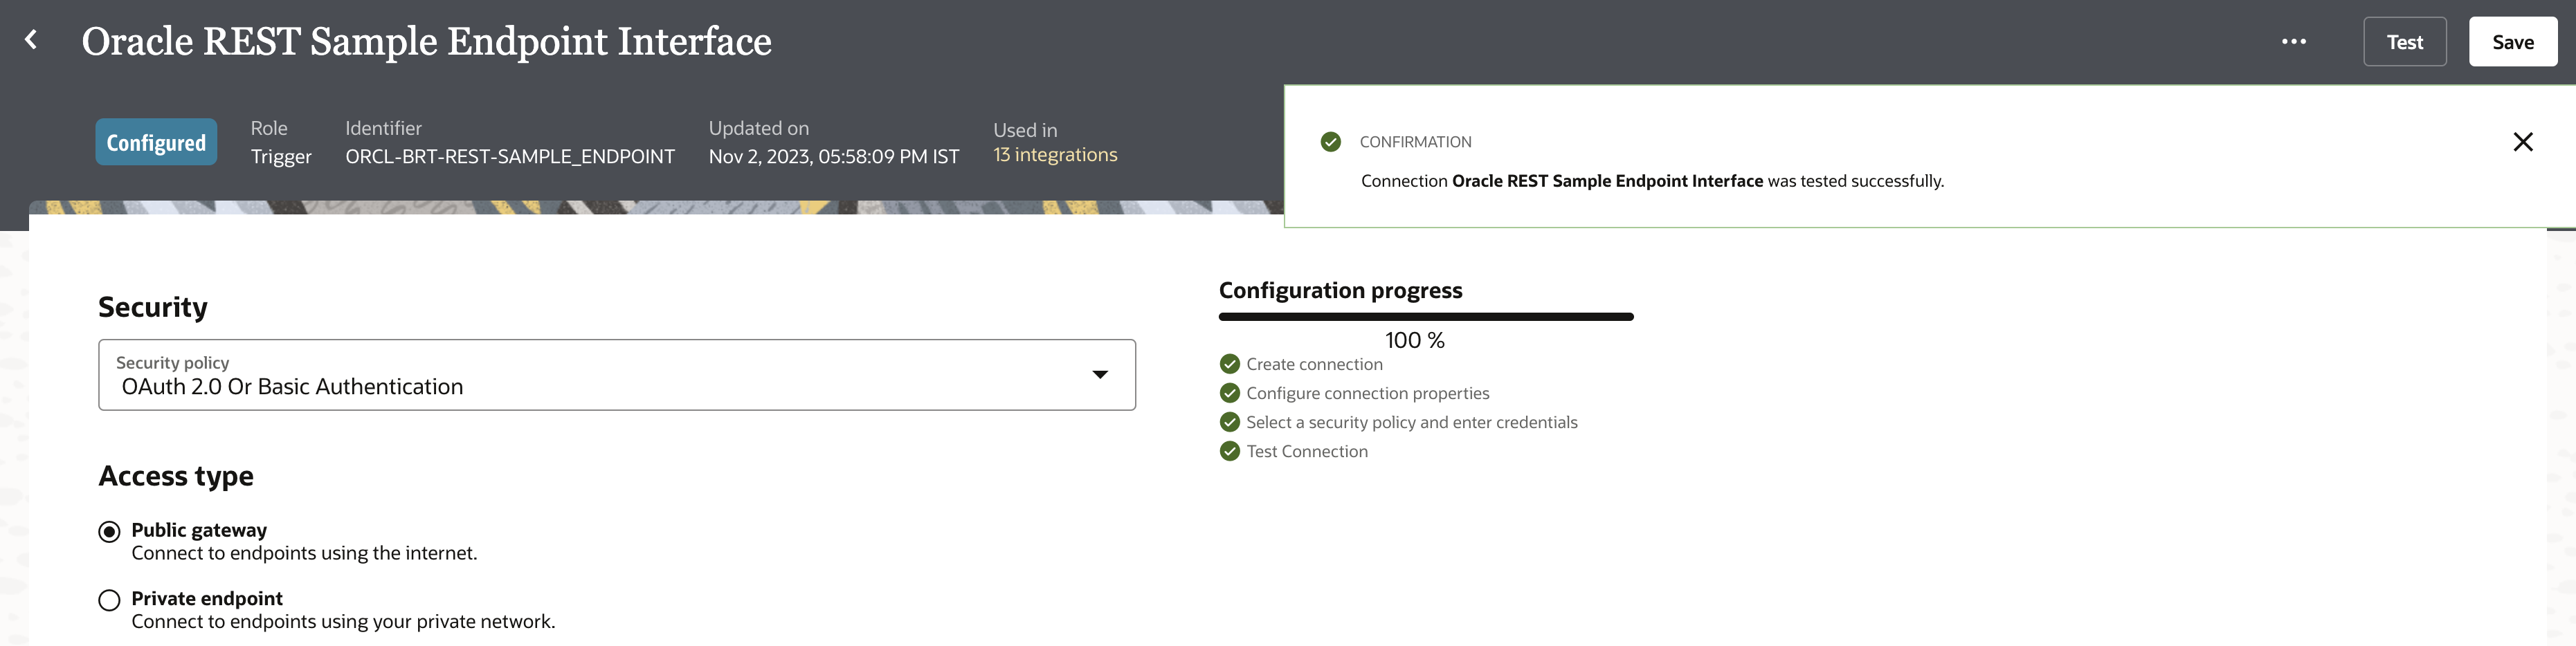 Oracle REST Sample Endpoint Interface
Test
Save
Configured
Role
Trigger
Identifier
ORCL-BRT-REST-SAMPLE_ENDPOINT
Updated on
Nov 2, 2023, 05:58:09 PM IST
Used in
13 integrations
CONFIRMATION
Connection Oracle REST Sample Endpoint Interface was tested successfully.
Security
Security policy
OAuth 2.0 Or Basic Authentication
Access type
Public gateway
Connect to endpoints using the internet.
Private endpoint
Connect to endpoints using your private network.
Configuration progress
100 %
Create connection
Configure connection properties
Select a security policy and enter credentials
Test Connection